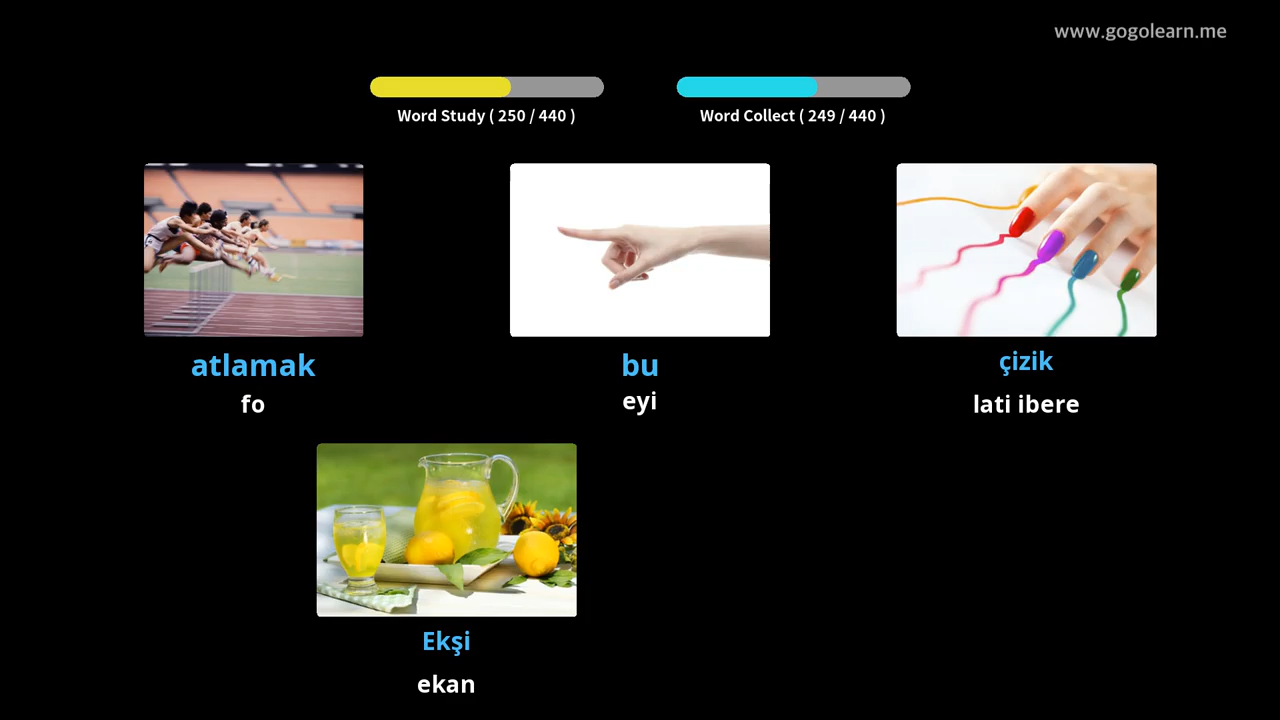 www.gogolearn.me
Word Study ( 250 / 440 )
Word Collect ( 249 / 440 )
atlamak
fo
bu
eyi
çizik
lati ibere
Ekşi
ekan